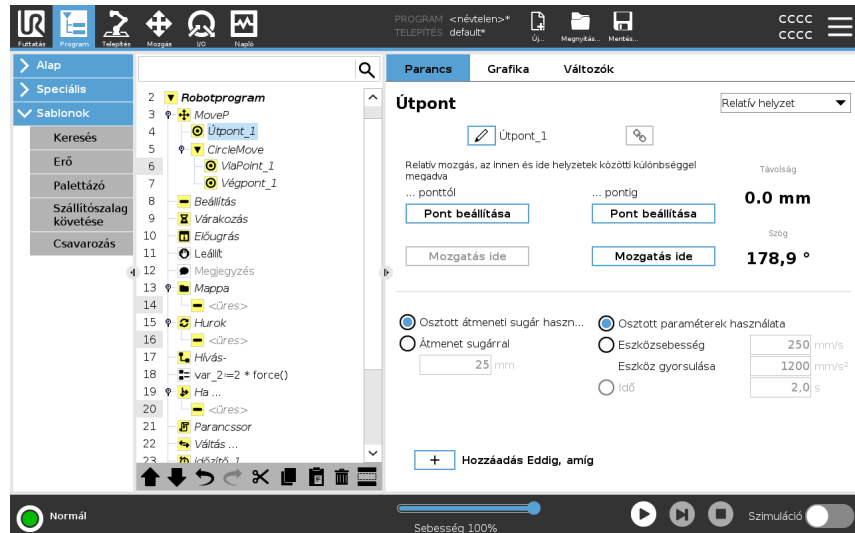 PROGRAM <névtelen>*
TELEPÍTÉS default*
Futtatás Program Telepítés Mozgás I/O Napló
Új... Megnyitás... Mentés...
CCCC
CCCC
Alap
Speciális
Sablonok
Keresés
Erő
Palettázó
Szállítószalag
követése
Csavarozás
2 Robotprogram
3 MoveP
4 Útpont_1
5 CircleMove
6 ViaPoint_1
7 Végpont_1
8 Beállítás
9 Várakozás
10 Előugrás
11 Leállít
12 Megjegyzés
13 Mappa
14 <üres>
15 Hurok
16 <üres>
17 Hívás-
18 var_2≔2 * force()
19 Ha ...
20 <üres>
21 Parancssor
22 Váltás ...
23 Időzítő_1
Parancs Grafika Változók
Útpont
Relatív helyzet
Útpont_1
Relatív mozgás, az innen és ide helyzetek közötti különbséggel
megadva
... ponttól ... pontig
Pont beállítása Pont beállítása
Mozgatás ide Mozgatás ide
Távolság
0.0 mm
Szög
178,9 °
Osztott átmeneti sugár haszn...
Átmenet sugárral
25 mm
Osztott paraméterek használata
Eszközsebesség 250 mm/s
Eszköz gyorsulása 1200 mm/s²
Idő 2,0 s
+ Hozzáadás Eddig, amíg
Normál
Sebesség 100%
Szimuláció